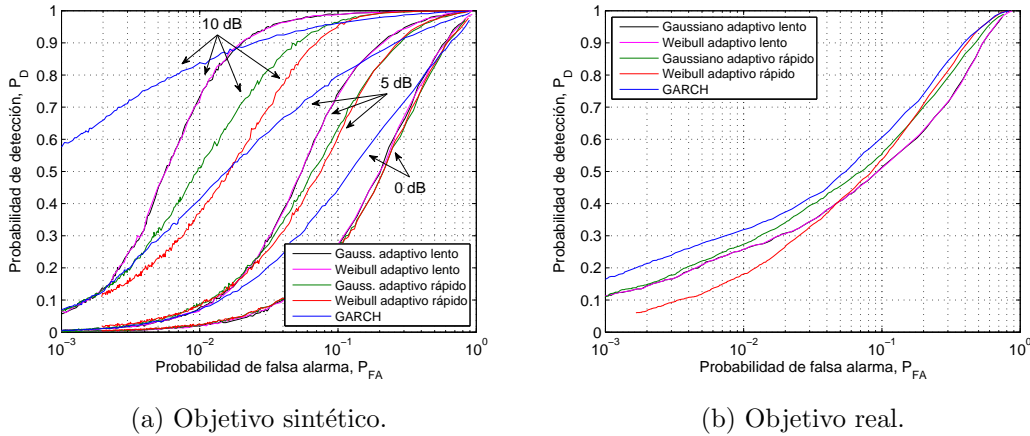 10 dB
5 dB
0 dB
Probabilidad de detección, P_D
1
0.9
0.8
0.7
0.6
0.5
0.4
0.3
0.2
0.1
0
10^-3
10^-2
10^-1
10^0
Probabilidad de falsa alarma, P_FA
Gauss. adaptivo lento
Weibull adaptivo lento
Gauss. adaptivo rápido
Weibull adaptivo rápido
GARCH
(a) Objetivo sintético.
Probabilidad de detección, P_D
1
0.9
0.8
0.7
0.6
0.5
0.4
0.3
0.2
0.1
0
10^-3
10^-2
10^-1
10^0
Probabilidad de falsa alarma, P_FA
Gaussiano adaptivo lento
Weibull adaptivo lento
Gaussiano adaptivo rápido
Weibull adaptivo rápido
GARCH
(b) Objetivo real.